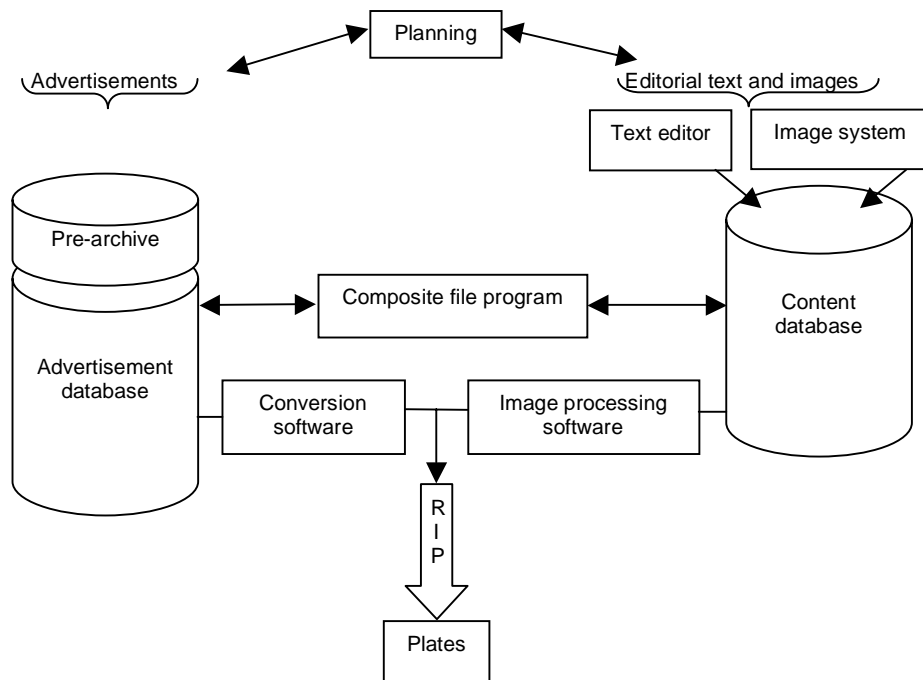 Planning
Advertisements
Editorial text and images
Text editor
Image system
Pre-archive
Composite file program
Content
database
Advertisement
database
Conversion
software
Image processing
software
R
I
P
Plates